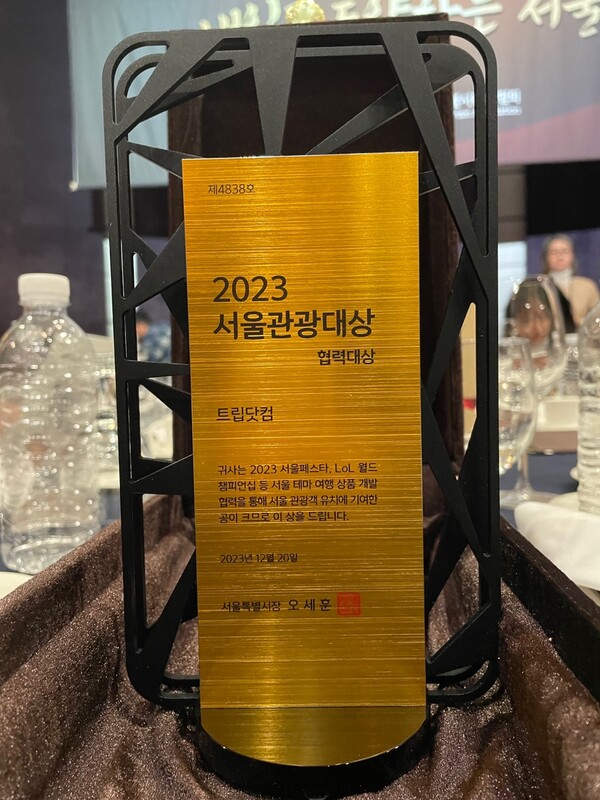 서울
제4838호
2023
서울관광대상
협력대상
트립닷컴
귀사는 2023 서울페스타, LoL 월드
챔피언십 등 서울 테마 여행 상품 개발
협력을 통해 서울 관광객 유치에 기여한
공이 크므로 이 상을 드립니다.
2023년 12월 20일
서울특별시장 오세훈